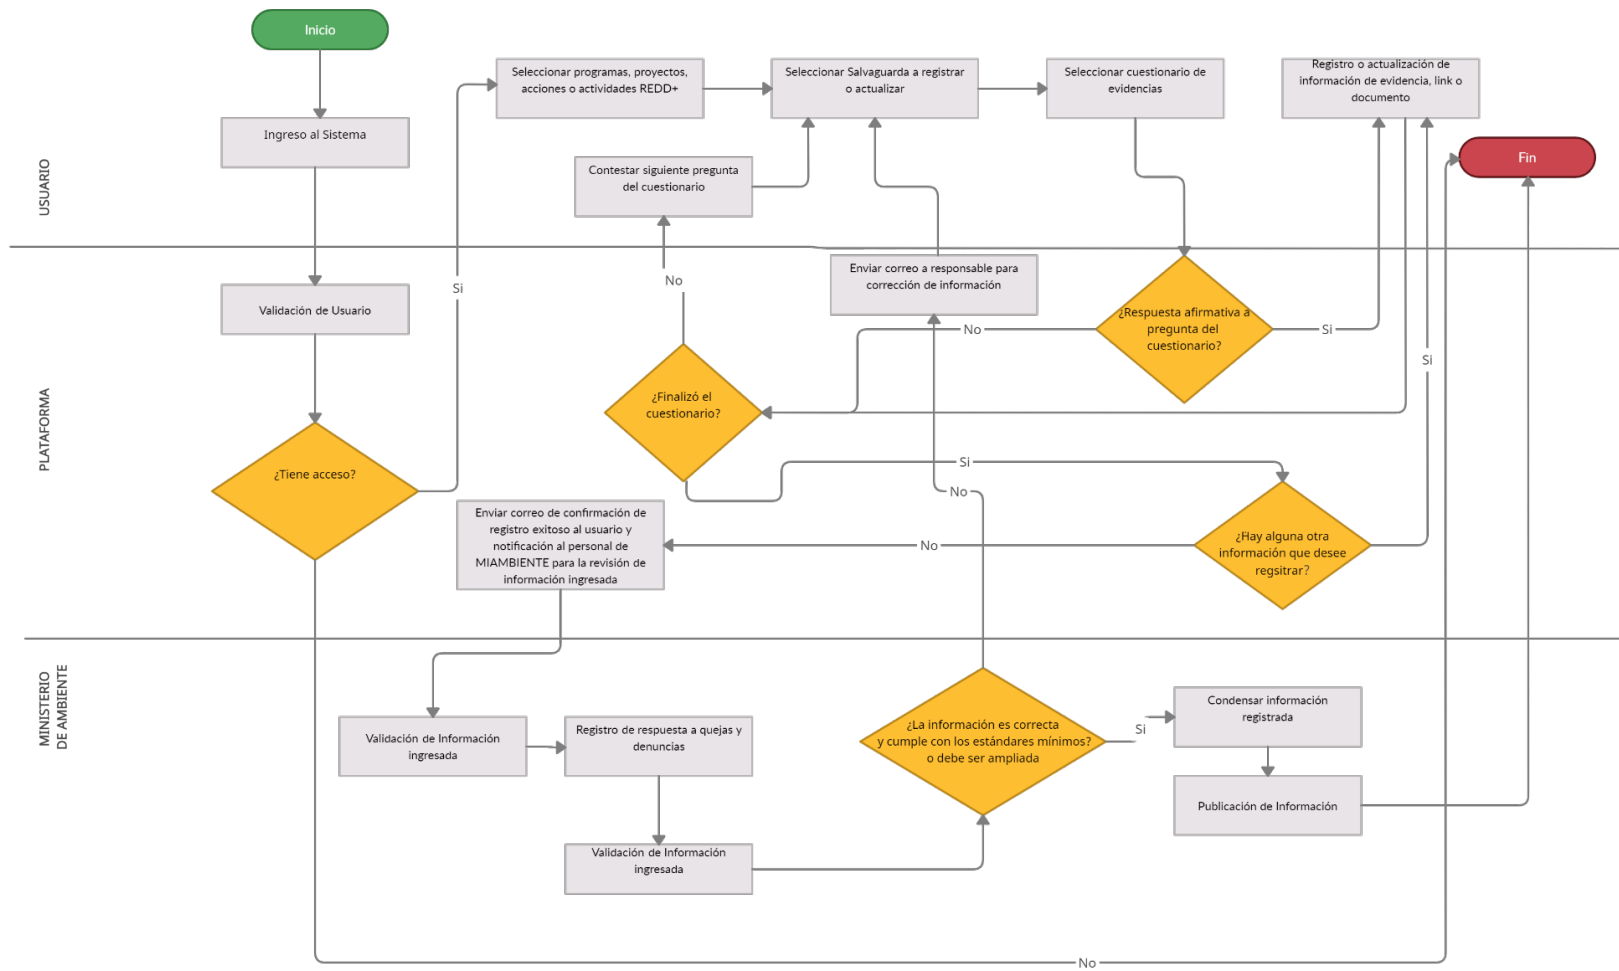 Inicio
Seleccionar programas, proyectos,
acciones o actividades REDD+
Seleccionar Salvaguarda a registrar
o actualizar
Seleccionar cuestionario de
evidencias
Registro o actualización de
información de evidencia, link o
documento
Ingreso al Sistema
Fin
USUARIO
Contestar siguiente pregunta
del cuestionario
No
Si
Enviar correo a responsable para
corrección de información
Validación de Usuario
¿Respuesta afirmativa a
pregunta del
cuestionario?
No
Si
Si
PLATAFORMA
¿Finalizó el
cuestionario?
¿Tiene acceso?
Si
No
Enviar correo de confirmación de
registro exitoso al usuario y
notificación al personal de
MIAMBIENTE para la revisión de
información ingresada
No
¿Hay alguna otra
información que desee
regsitrar?
MINISTERIO
DE AMBIENTE
Validación de Información
ingresada
Registro de respuesta a quejas y
denuncias
¿La información es correcta
y cumple con los estándares mínimos?
o debe ser ampliada
Si
Condensar información
registrada
Publicación de Información
Validación de Información
ingresada
No